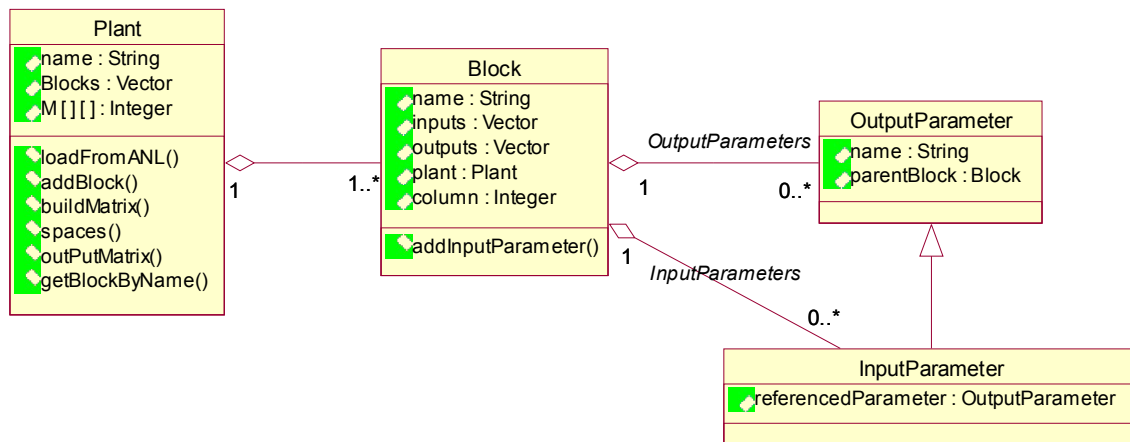 Plant
name : String
Blocks : Vector
M [ ] [ ] : Integer
loadFromANL()
addBlock()
buildMatrix()
spaces()
outPutMatrix()
getBlockByName()
1
1..*
Block
name : String
inputs : Vector
outputs : Vector
plant : Plant
column : Integer
addInputParameter()
OutputParameters
1
0..*
OutputParameter
name : String
parentBlock : Block
1
InputParameters
0..*
InputParameter
referencedParameter : OutputParameter